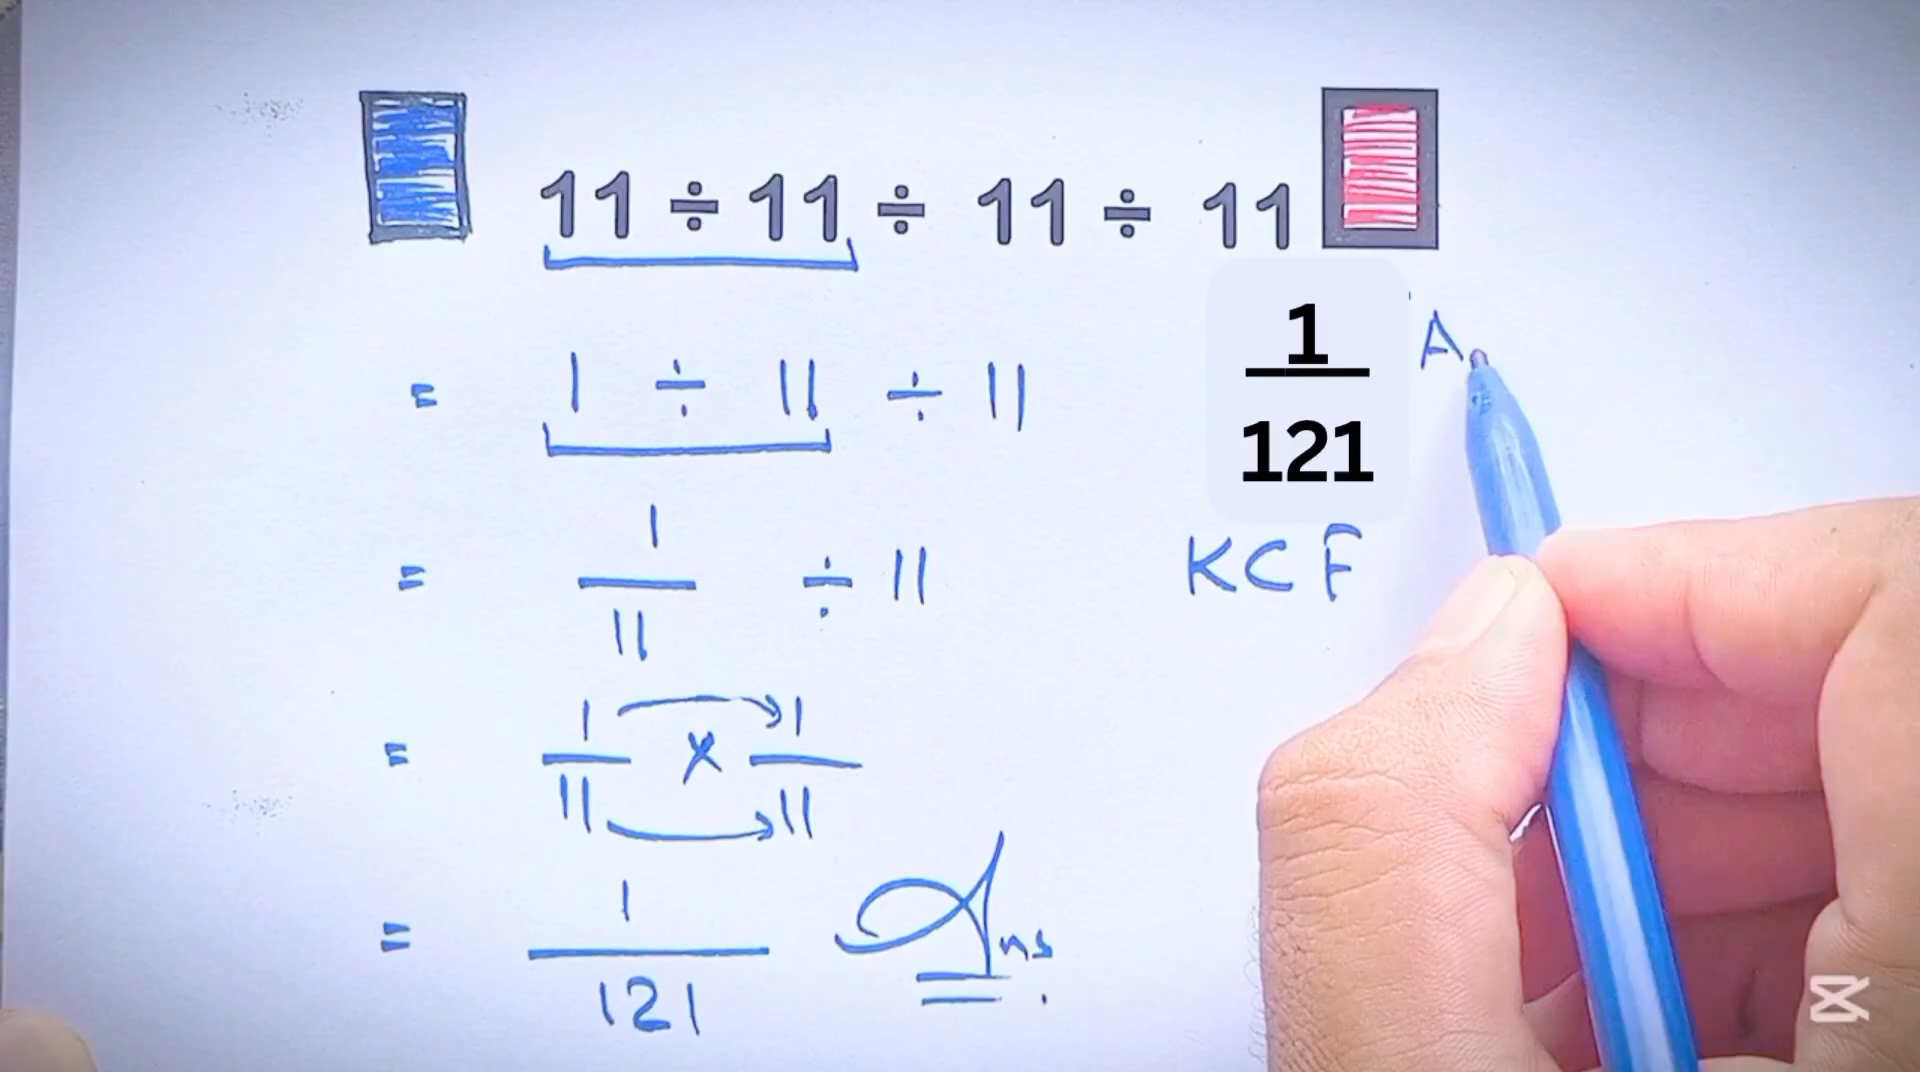 11 ÷ 11 ÷ 11 ÷ 11
= 1 ÷ 11 ÷ 11
1
121
A
= 1
11 ÷ 11
KCF
= 1 × 1
11 11
= 1
121 Ans.